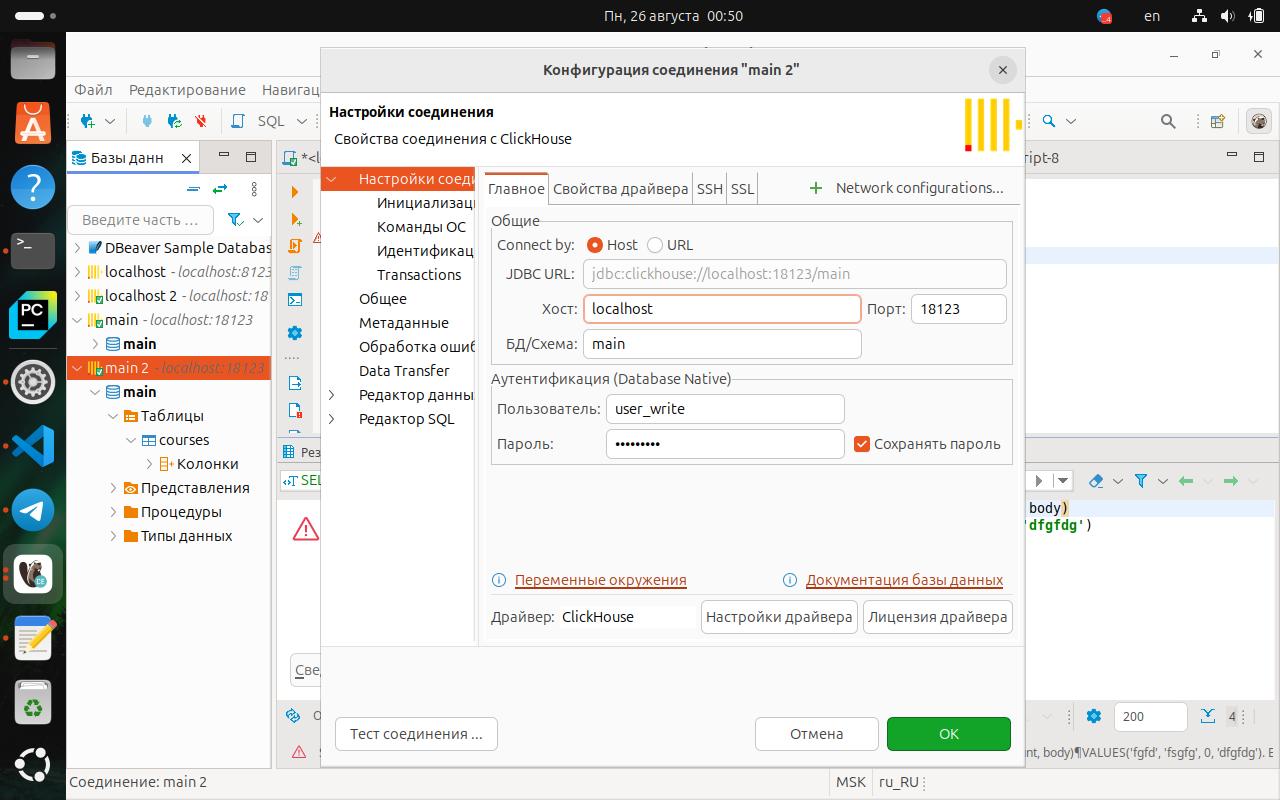 Пн, 26 августа 00:50
en
Конфигурация соединения "main 2"
Файл Редактирование Навигац
SQL
Настройки соединения
Свойства соединения с ClickHouse
Базы данн
*<l
ript-8
Введите часть ...
DBeaver Sample Databas
localhost - localhost:8123
localhost 2 - localhost:18
main - localhost:18123
main
main 2 - localhost:18123
main
Таблицы
courses
Колонки
Представления
Процедуры
Типы данных
Настройки соеди
Инициализац
Команды ОС
Идентификац
Transactions
Общее
Метаданные
Обработка ошиб
Data Transfer
Редактор данны
Редактор SQL
Главное
Свойства драйвера
SSH
SSL
Network configurations...
Общие
Connect by: Host URL
JDBC URL: jdbc:clickhouse://localhost:18123/main
Хост: localhost Порт: 18123
БД/Схема: main
Аутентификация (Database Native)
Пользователь: user_write
Пароль: ••••••••• Сохранять пароль
Переменные окружения
Документация базы данных
Драйвер: ClickHouse Настройки драйвера Лицензия драйвера
Тест соединения ... Отмена OK
Рез
SEL
body)
'dfgfdg')
Све
200
4
nt, body)¶VALUES('fgfd', 'fsgfg', 0, 'dfgfdg'). E
Соединение: main 2
MSK ru_RU